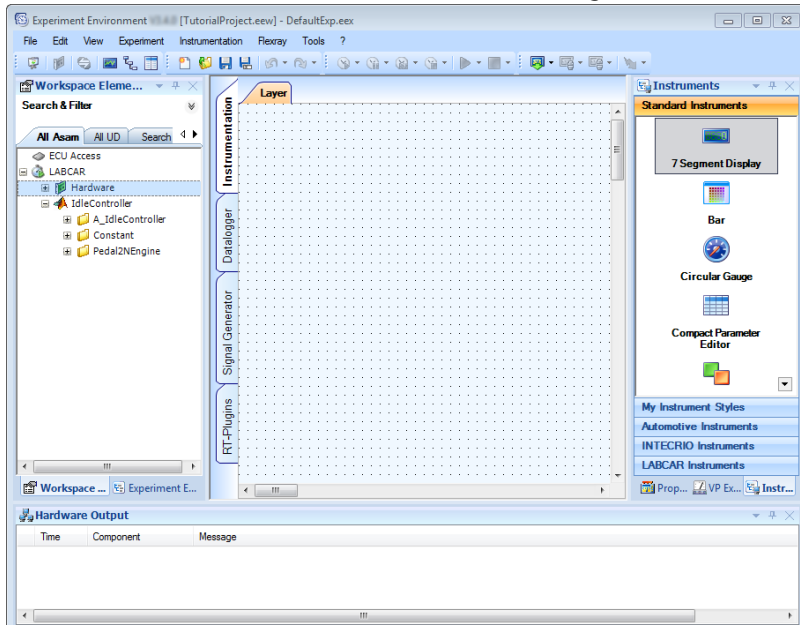 Experiment Environment [TutorialProject.eew] - DefaultExp.eex
File Edit View Experiment Instrumentation Flexray Tools ?
Workspace Eleme...
Search & Filter
All Asam All UD Search
ECU Access
LABCAR
Hardware
IdleController
A_IdleController
Constant
Pedal2NEngine
Workspace ... Experiment E...
Layer
Instrumentation
Datalogger
Signal Generator
RT-Plugins
Instruments
Standard Instruments
7 Segment Display
Bar
Circular Gauge
Compact Parameter
Editor
My Instrument Styles
Automotive Instruments
INTECRIO Instruments
LABCAR Instruments
Prop... VP Ex... Instr...
Hardware Output
Time Component Message